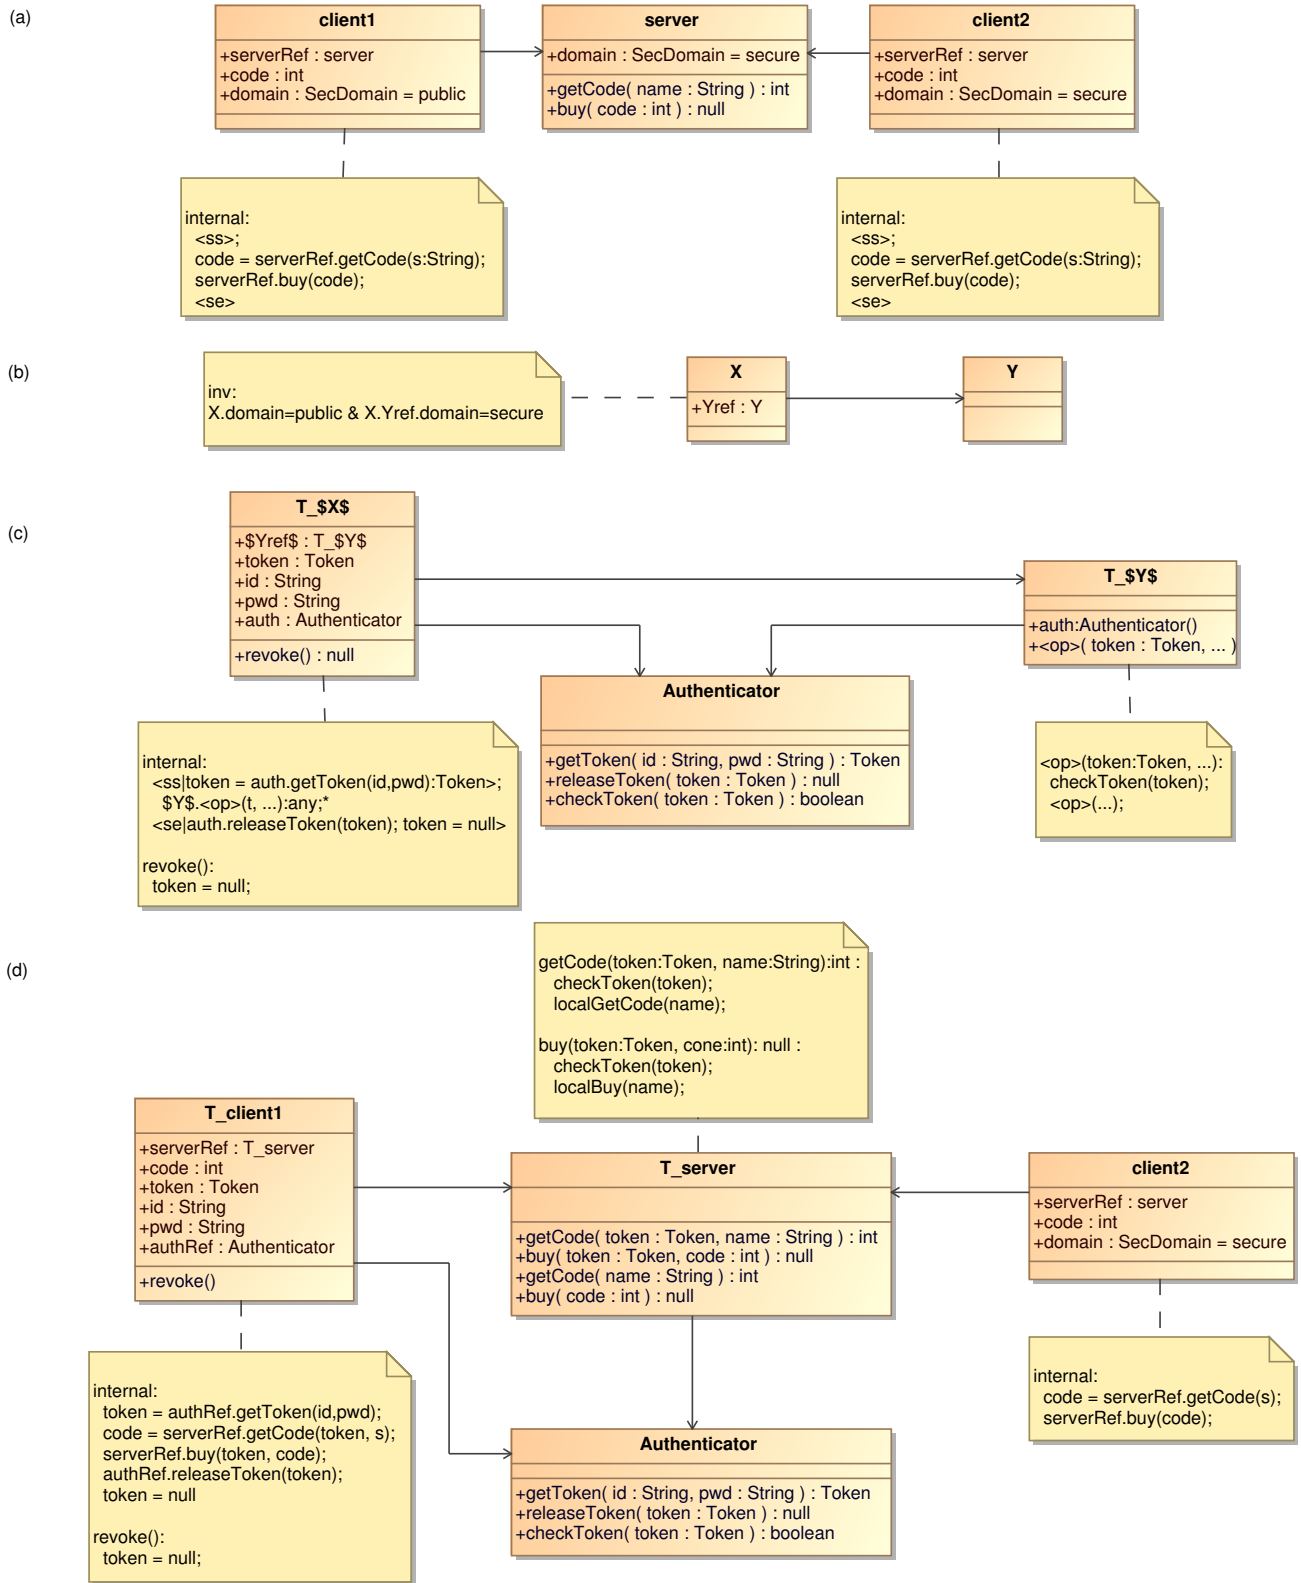 (a)
client1
+serverRef : server
+code : int
+domain : SecDomain = public
server
+domain : SecDomain = secure
+getCode( name : String ) : int
+buy( code : int ) : null
client2
+serverRef : server
+code : int
+domain : SecDomain = secure
internal:
<ss>;
code = serverRef.getCode(s:String);
serverRef.buy(code);
<se>
internal:
<ss>;
code = serverRef.getCode(s:String);
serverRef.buy(code);
<se>
(b)
inv:
X.domain=public & X.Yref.domain=secure
X
+Yref : Y
Y
(c)
T_$X$
+$Yref$ : T_$Y$
+token : Token
+id : String
+pwd : String
+auth : Authenticator
+revoke() : null
T_$Y$
+auth:Authenticator()
+<op>( token : Token, ... )
Authenticator
+getToken( id : String, pwd : String ) : Token
+releaseToken( token : Token ) : null
+checkToken( token : Token ) : boolean
internal:
<ss|token = auth.getToken(id,pwd):Token>;
$Y$.<op>(t, ...):any;*
<se|auth.releaseToken(token); token = null>
revoke():
token = null;
<op>(token:Token, ...):
checkToken(token);
<op>(...);
(d)
getCode(token:Token, name:String):int :
checkToken(token);
localGetCode(name);
buy(token:Token, cone:int): null :
checkToken(token);
localBuy(name);
T_client1
+serverRef : T_server
+code : int
+token : Token
+id : String
+pwd : String
+authRef : Authenticator
+revoke()
T_server
+getCode( token : Token, name : String ) : int
+buy( token : Token, code : int ) : null
+getCode( name : String ) : int
+buy( code : int ) : null
client2
+serverRef : server
+code : int
+domain : SecDomain = secure
internal:
token = authRef.getToken(id,pwd);
code = serverRef.getCode(token, s);
serverRef.buy(token, code);
authRef.releaseToken(token);
token = null
revoke():
token = null;
Authenticator
+getToken( id : String, pwd : String ) : Token
+releaseToken( token : Token ) : null
+checkToken( token : Token ) : boolean
internal:
code = serverRef.getCode(s);
serverRef.buy(code);